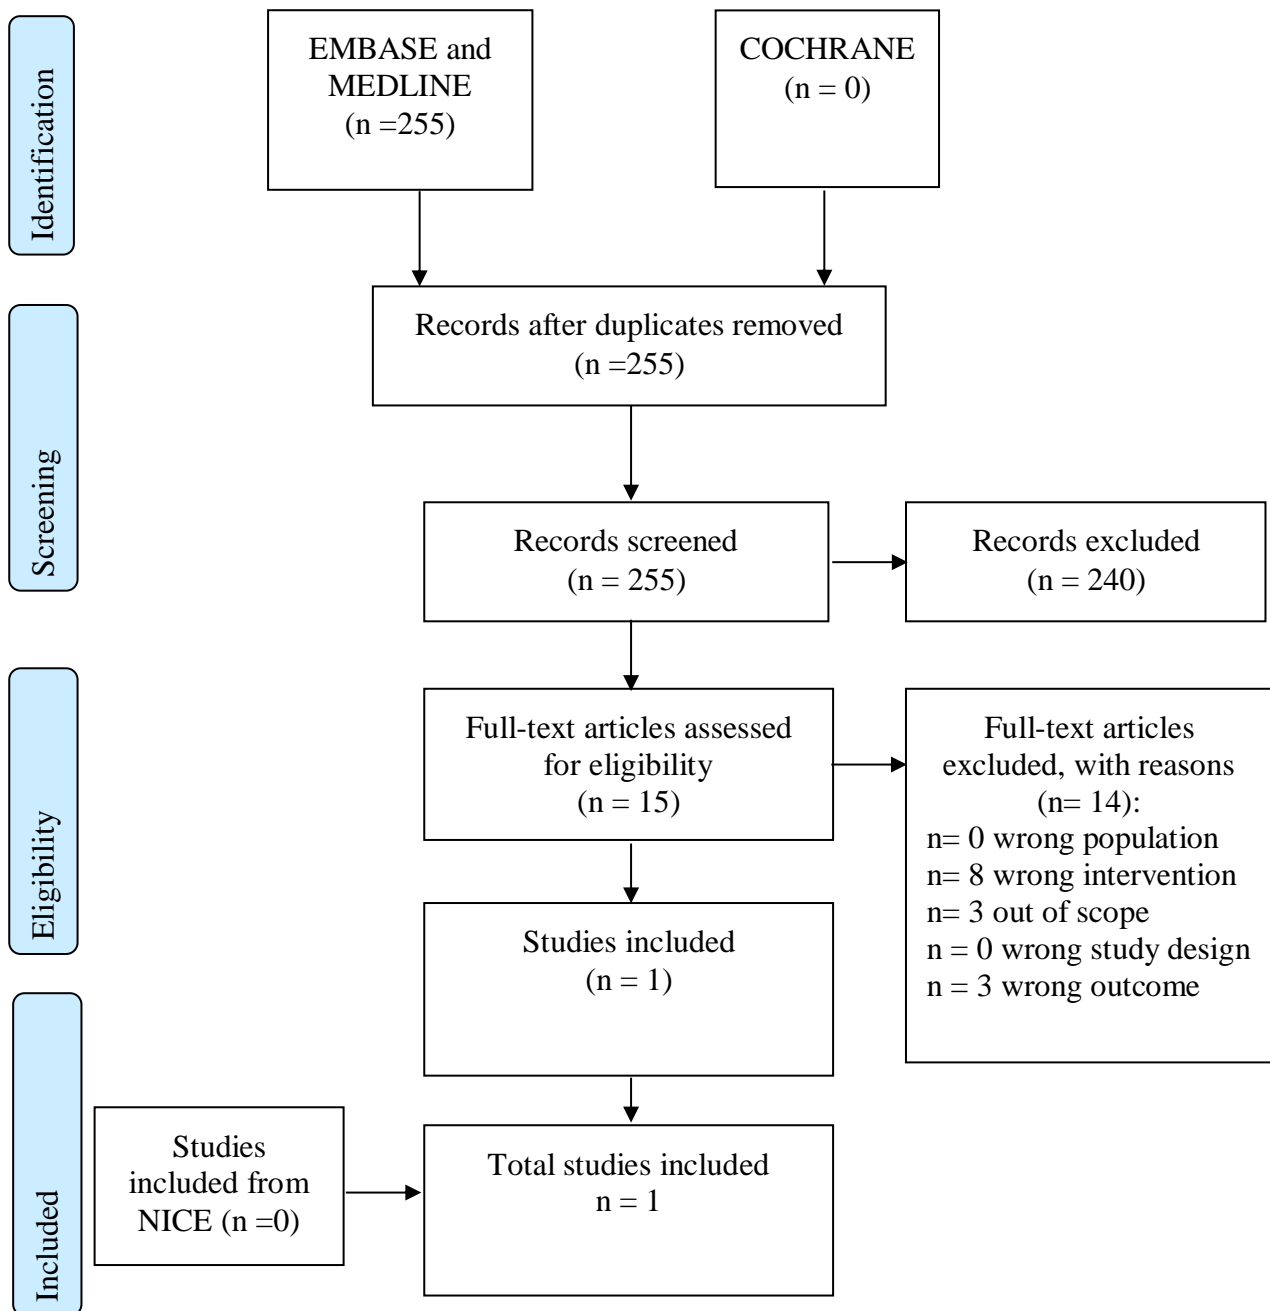 Identification
EMBASE and
MEDLINE
(n =255)
COCHRANE
(n = 0)
Records after duplicates removed
(n =255)
Screening
Records screened
(n = 255)
Records excluded
(n = 240)
Eligibility
Full-text articles assessed
for eligibility
(n = 15)
Full-text articles
excluded, with reasons
(n= 14):
n= 0 wrong population
n= 8 wrong intervention
n= 3 out of scope
n = 0 wrong study design
n = 3 wrong outcome
Studies included
(n = 1)
Included
Studies
included from
NICE (n =0)
Total studies included
n = 1